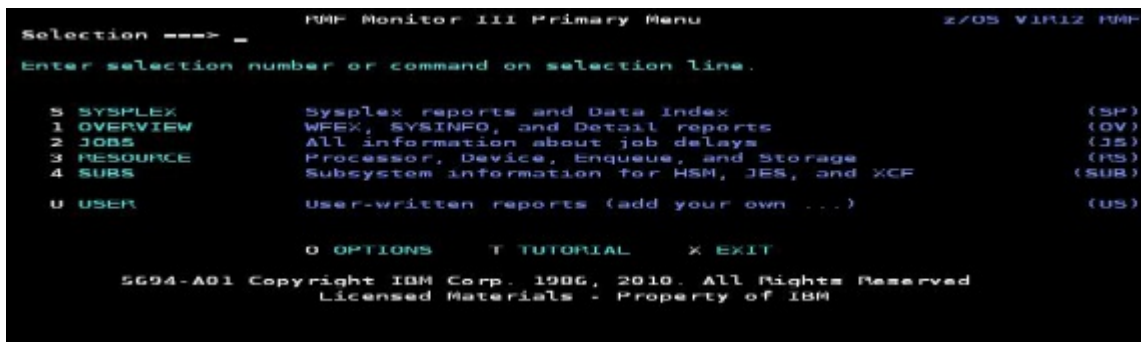 RMF Monitor III Primary Menu z/OS V1R12 RMF
Selection ===> _
Enter selection number or command on selection line.
S SYSPLEX Sysplex reports and Data Index (SP)
1 OVERVIEW WFEX, SYSINFO, and Detail reports (OV)
2 JOBS All information about job delays (JS)
3 RESOURCE Processor, Device, Enqueue, and Storage (RS)
4 SUBS Subsystem information for HSM, JES, and XCF (SUB)
U USER User-written reports (add your own ...) (US)
O OPTIONS T TUTORIAL X EXIT
5694-A01 Copyright IBM Corp. 1986, 2010. All Rights Reserved
Licensed Materials - Property of IBM